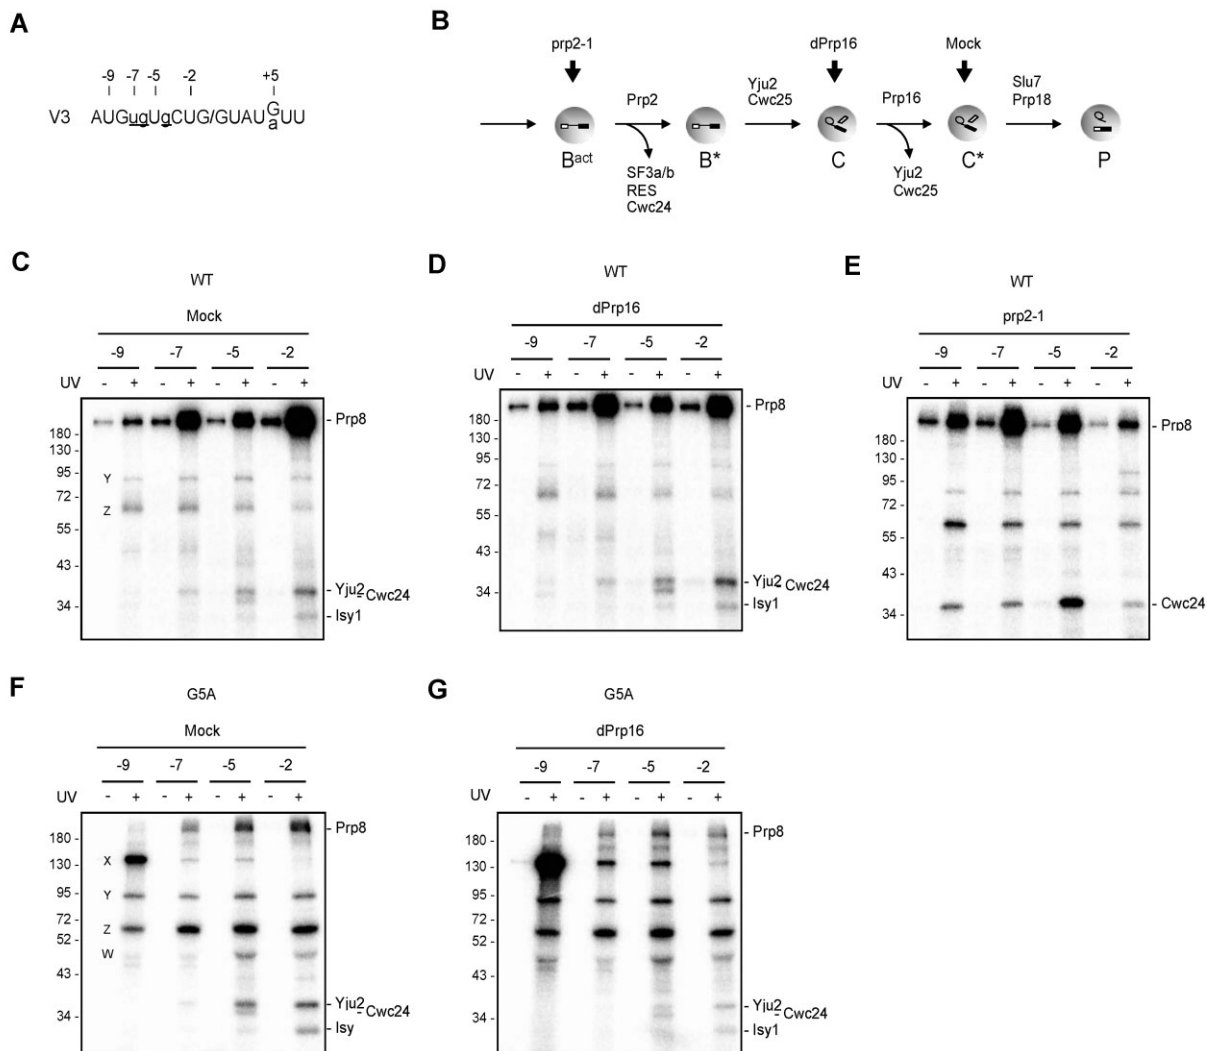 A
-9 -7 -5 -2 +5
V3 AUGugUgCUG/GUAUGUU
a
B
prp2-1 dPrp16 Mock
Prp2 Yju2 Cwc25 Prp16 Slu7 Prp18
Bact B* C C* P
SF3a/b RES Cwc24 Yju2 Cwc25
C
WT
Mock
-9 -7 -5 -2
UV - + - + - + - +
180 -
130 -
95 -
72 -
55 -
43 -
34 -
Y
Z
- Prp8
- Yju2
- Cwc24
- Isy1
D
WT
dPrp16
-9 -7 -5 -2
UV - + - + - + - +
180 -
130 -
95 -
72 -
55 -
43 -
34 -
- Prp8
- Yju2
- Cwc24
- Isy1
E
WT
prp2-1
-9 -7 -5 -2
UV - + - + - + - +
180 -
130 -
95 -
72 -
55 -
43 -
34 -
- Prp8
- Cwc24
F
G5A
Mock
-9 -7 -5 -2
UV - + - + - + - +
180 -
130 -
95 -
72 -
52 -
43 -
34 -
X
Y
Z
W
- Prp8
- Yju2
- Cwc24
- Isy
G
G5A
dPrp16
-9 -7 -5 -2
UV - + - + - + - +
180 -
130 -
95 -
72 -
52 -
43 -
34 -
- Prp8
- Yju2
- Cwc24
- Isy1